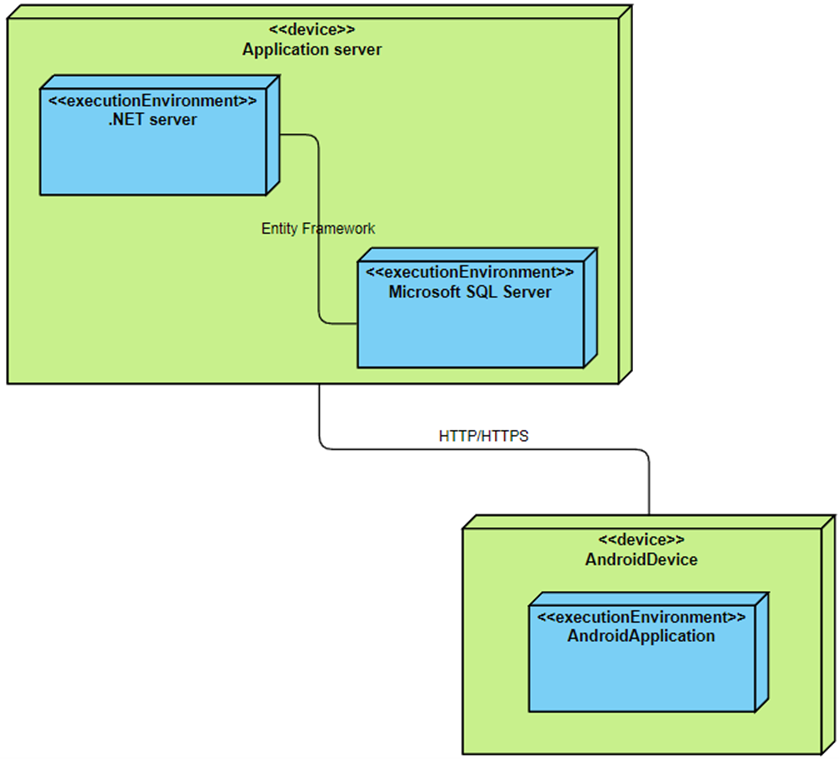 <<device>>
Application server
<<executionEnvironment>>
.NET server
Entity Framework
<<executionEnvironment>>
Microsoft SQL Server
HTTP/HTTPS
<<device>>
AndroidDevice
<<executionEnvironment>>
AndroidApplication